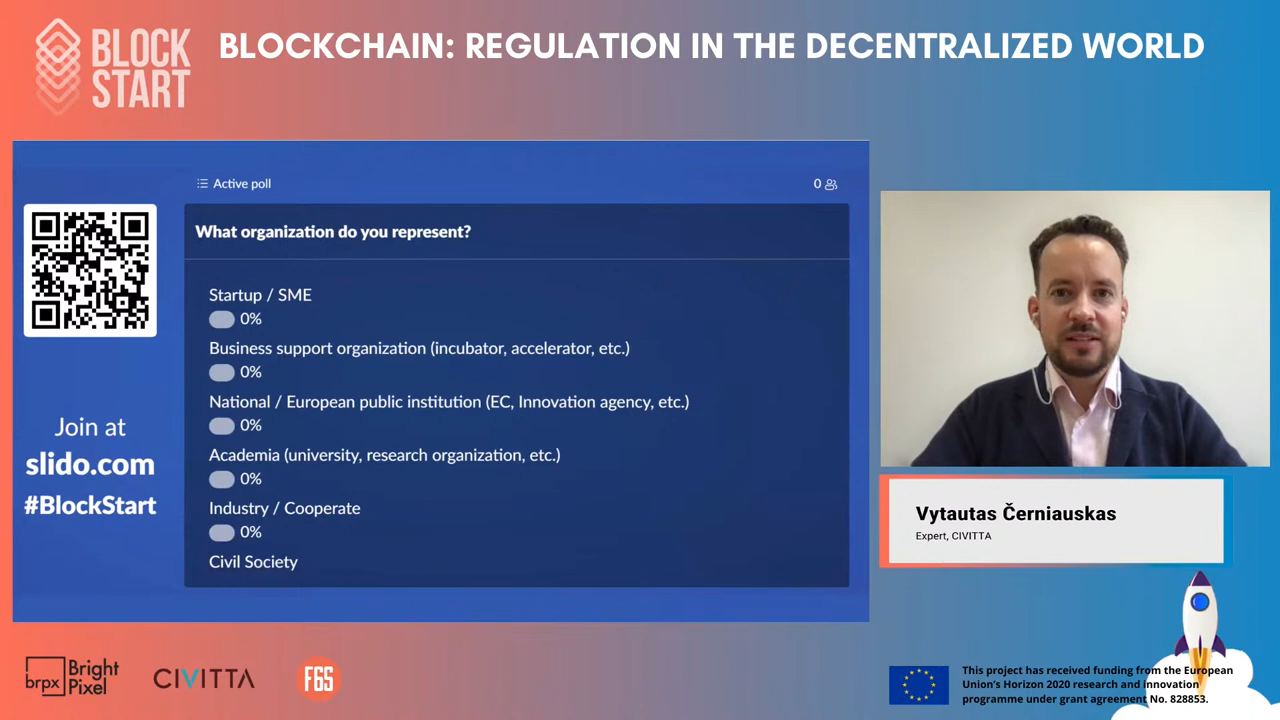 BLOCK
START
BLOCKCHAIN: REGULATION IN THE DECENTRALIZED WORLD
Active poll
0
What organization do you represent?
Startup / SME
0%
Business support organization (incubator, accelerator, etc.)
0%
National / European public institution (EC, Innovation agency, etc.)
0%
Academia (university, research organization, etc.)
0%
Industry / Cooperate
0%
Civil Society
Join at
slido.com
#BlockStart
Vytautas Černiauskas
Expert, CIVITTA
brpx
Bright
Pixel
CIVITTA
F6S
This project has received funding from the European
Union's Horizon 2020 research and innovation
programme under grant agreement No. 828853.